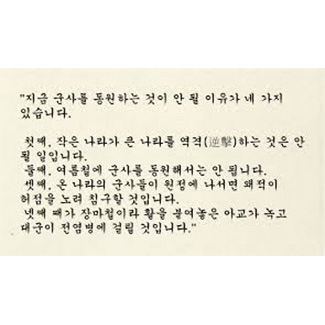 "지금 군사를 동원하는 것이 안 될 이유가 네 가지
있습니다.
첫째, 작은 나라가 큰 나라를 역격(逆擊)하는 것은 안
될 일입니다.
둘째, 여름철에 군사를 동원해서는 안 됩니다.
셋째, 온 나라의 군사들이 원정에 나서면 왜적이
허점을 노려 침구할 것입니다.
넷째 때가 장마철이라 활을 붙여놓은 아교가 녹고
대군이 전염병에 걸릴 것입니다."